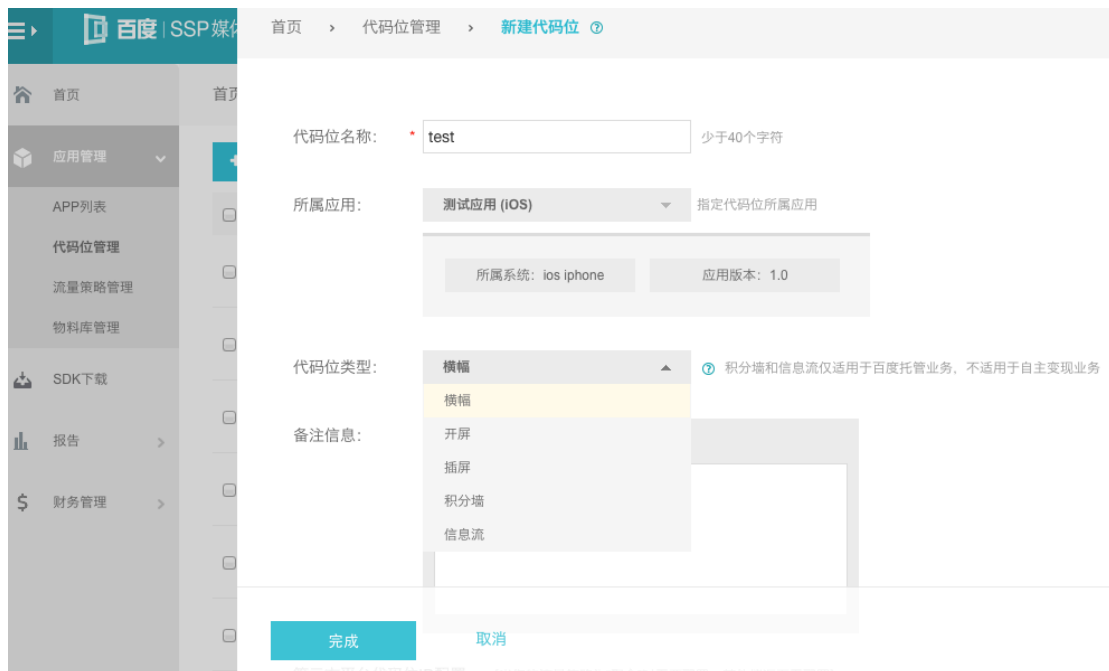 百度 | SSP媒体
首页 › 代码位管理 › 新建代码位 ?
首页
应用管理
APP列表
代码位管理
流量策略管理
物料库管理
SDK下载
报告
财务管理
首页
代码位名称: * test 少于40个字符
所属应用: 测试应用 (iOS) 指定代码位所属应用
所属系统: ios iphone 应用版本: 1.0
代码位类型: 横幅 ? 积分墙和信息流仅适用于百度托管业务, 不适用于自主变现业务
横幅
开屏
插屏
积分墙
信息流
备注信息:
完成 取消